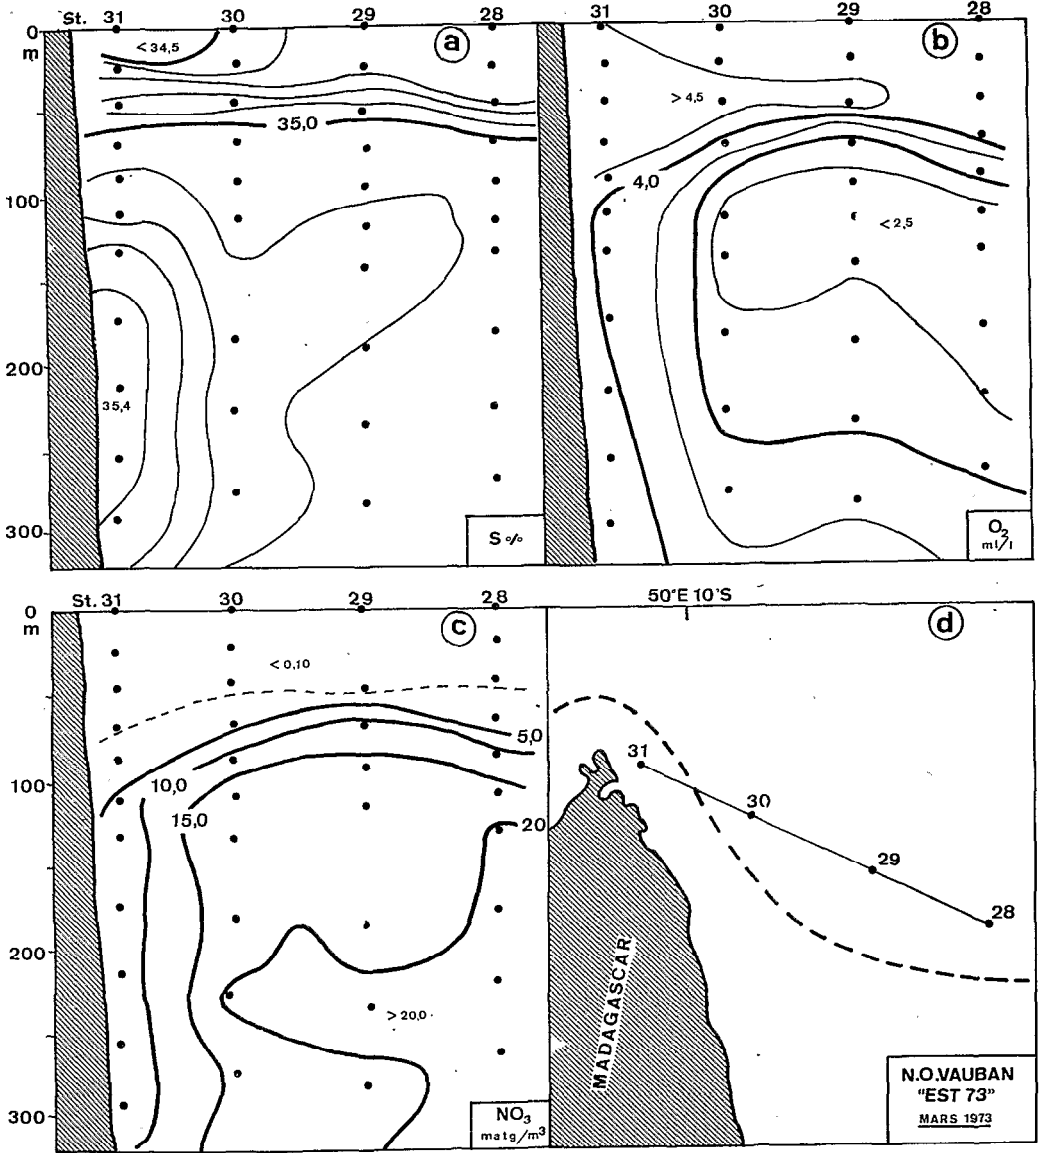 St. 31 30 29 28
0
m
< 34,5
a
35,0
100
200
35,4
300
S %
31 30 29 28
b
> 4,5
4,0
< 2,5
O2
ml/l
St. 31 30 29 28
0
m
c
< 0,10
5,0
10,0
100
15,0
20
200
> 20,0
300
NO3
matg/m³
50°E 10°S
d
31
30
29
28
MADAGASCAR
N.O.VAUBAN
"EST 73"
MARS 1973